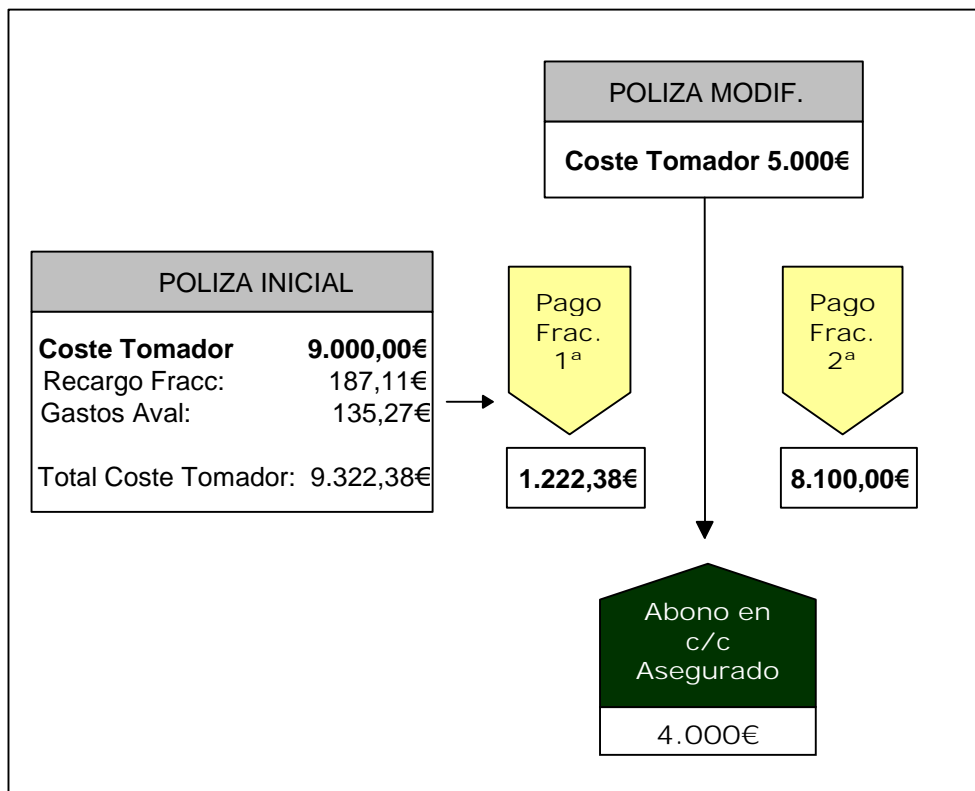 POLIZA MODIF.
Coste Tomador 5.000€
POLIZA INICIAL
Coste Tomador 9.000,00€
Recargo Fracc: 187,11€
Gastos Aval: 135,27€
Total Coste Tomador: 9.322,38€
Pago
Frac.
1ª
1.222,38€
Pago
Frac.
2ª
8.100,00€
Abono en
c/c
Asegurado
4.000€